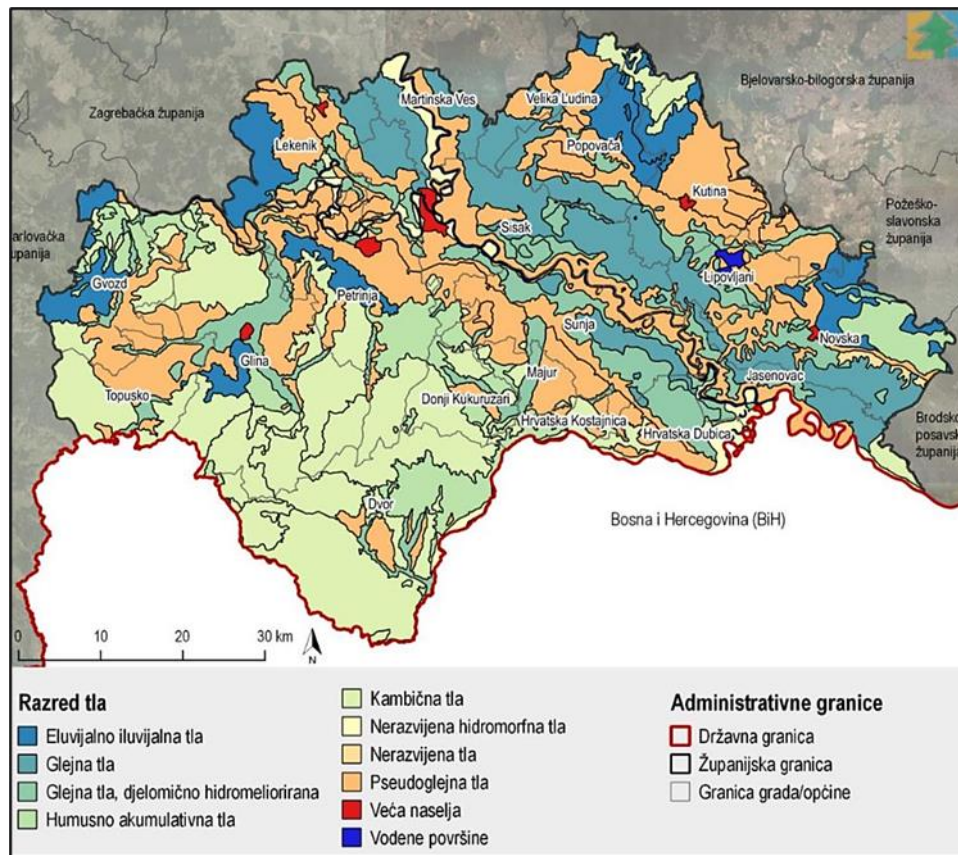 Zagrebačka županija
Martinska Ves
Velika Ludina
Bjelovarsko-bilogorska županija
Lekenik
Popovača
Kutina
Požeško-
slavonska
županija
Sisak
županija
Gvozd
Petrinja
Lipovljani
Sunja
Novska
Glina
Majur
Jasenovac
Topusko
Donji Kukuruzari
Hrvatska Kostajnica
Hrvatska Dubica
Brodsko
posavsk
županij
Dvor
Bosna i Hercegovina (BiH)
0 10 20 30 km
N
Razred tla
Eluvijalno iluvijalna tla
Glejna tla
Glejna tla, djelomično hidromeliorirana
Humusno akumulativna tla
Kambična tla
Nerazvijena hidromorfna tla
Nerazvijena tla
Pseudoglejna tla
Veća naselja
Vodene površine
Administrativne granice
Državna granica
Županijska granica
Granica grada/općine